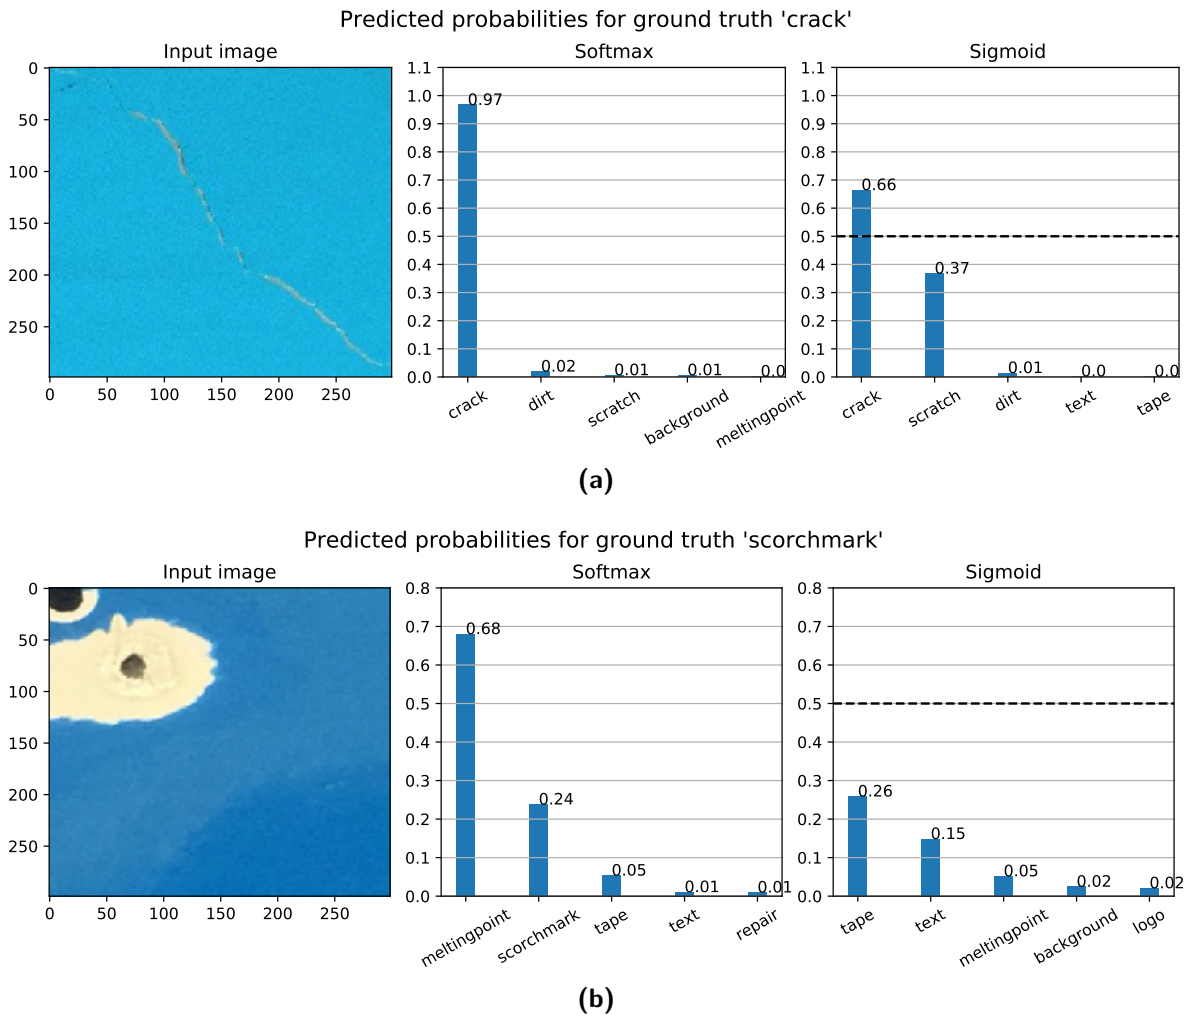 Predicted probabilities for ground truth 'crack'
Input image
0
50
100
150
200
250
0 50 100 150 200 250
Softmax
1.1
1.0
0.9
0.8
0.7
0.6
0.5
0.4
0.3
0.2
0.1
0.0
0.97 0.02 0.01 0.01 0.0
crack dirt scratch background meltingpoint
Sigmoid
1.1
1.0
0.9
0.8
0.7
0.6
0.5
0.4
0.3
0.2
0.1
0.0
0.66 0.37 0.01 0.0 0.0
crack scratch dirt text tape
(a)
Predicted probabilities for ground truth 'scorchmark'
Input image
0
50
100
150
200
250
0 50 100 150 200 250
Softmax
0.8
0.7
0.6
0.5
0.4
0.3
0.2
0.1
0.0
0.68 0.24 0.05 0.01 0.01
meltingpoint scorchmark tape text repair
Sigmoid
0.8
0.7
0.6
0.5
0.4
0.3
0.2
0.1
0.0
0.26 0.15 0.05 0.02 0.02
tape text meltingpoint background logo
(b)